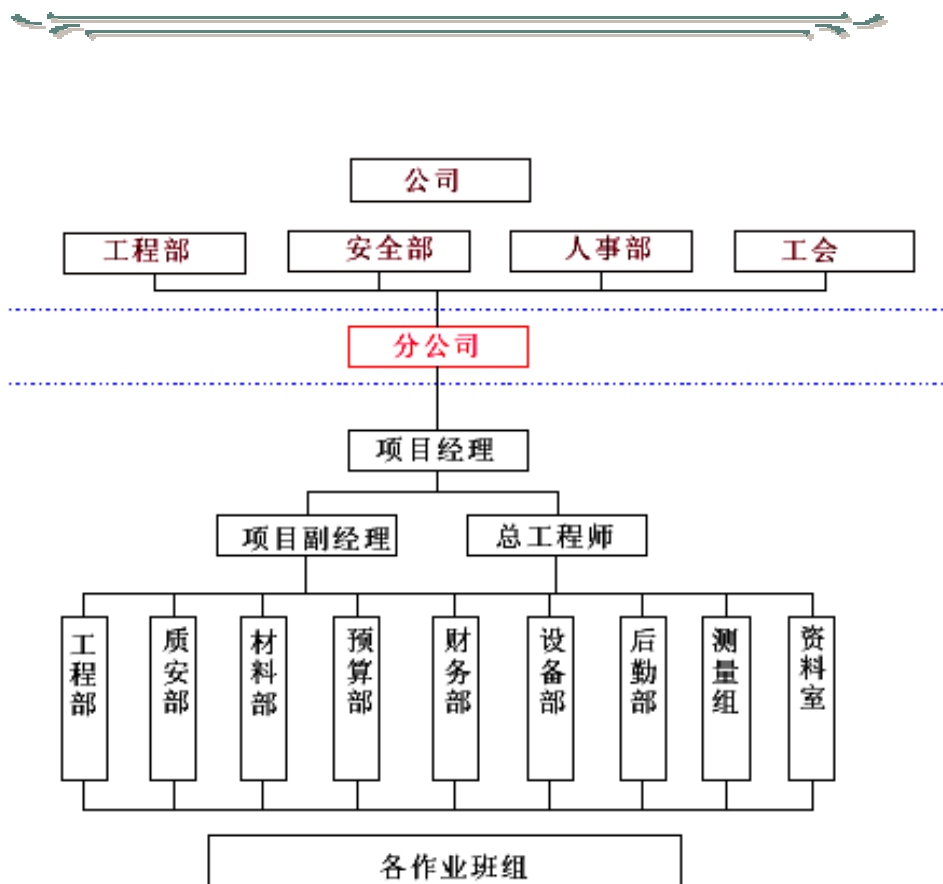 公司
工程部
安全部
人事部
工会
分公司
项目经理
项目副经理
总工程师
工程部
质安部
材料部
预算部
财务部
设备部
后勤部
测量组
资料室
各作业班组